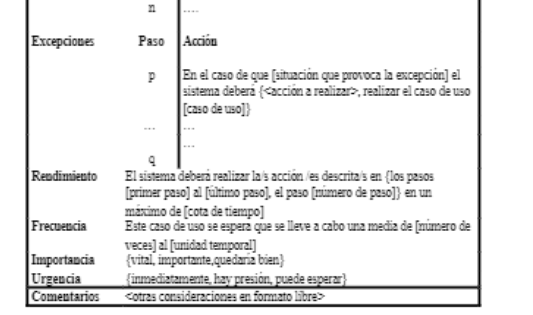 n ....
Excepciones Paso Acción
p En el caso de que [situación que provoca la excepción] el
sistema deberá {<acción a realizar>, realizar el caso de uso
[caso de uso]}
... ...
... ...
q
Rendimiento El sistema deberá realizar la/s acción /es descrita/s en {los pasos
[primer paso] al [último paso], el paso [número de paso]} en un
máximo de [cota de tiempo]
Frecuencia Este caso de uso se espera que se lleve a cabo una media de [número de
veces] al [unidad temporal]
Importancia {vital, importante,quedaría bien}
Urgencia {inmediatamente, hay presión, puede esperar}
Comentarios <otras consideraciones en formato libre>